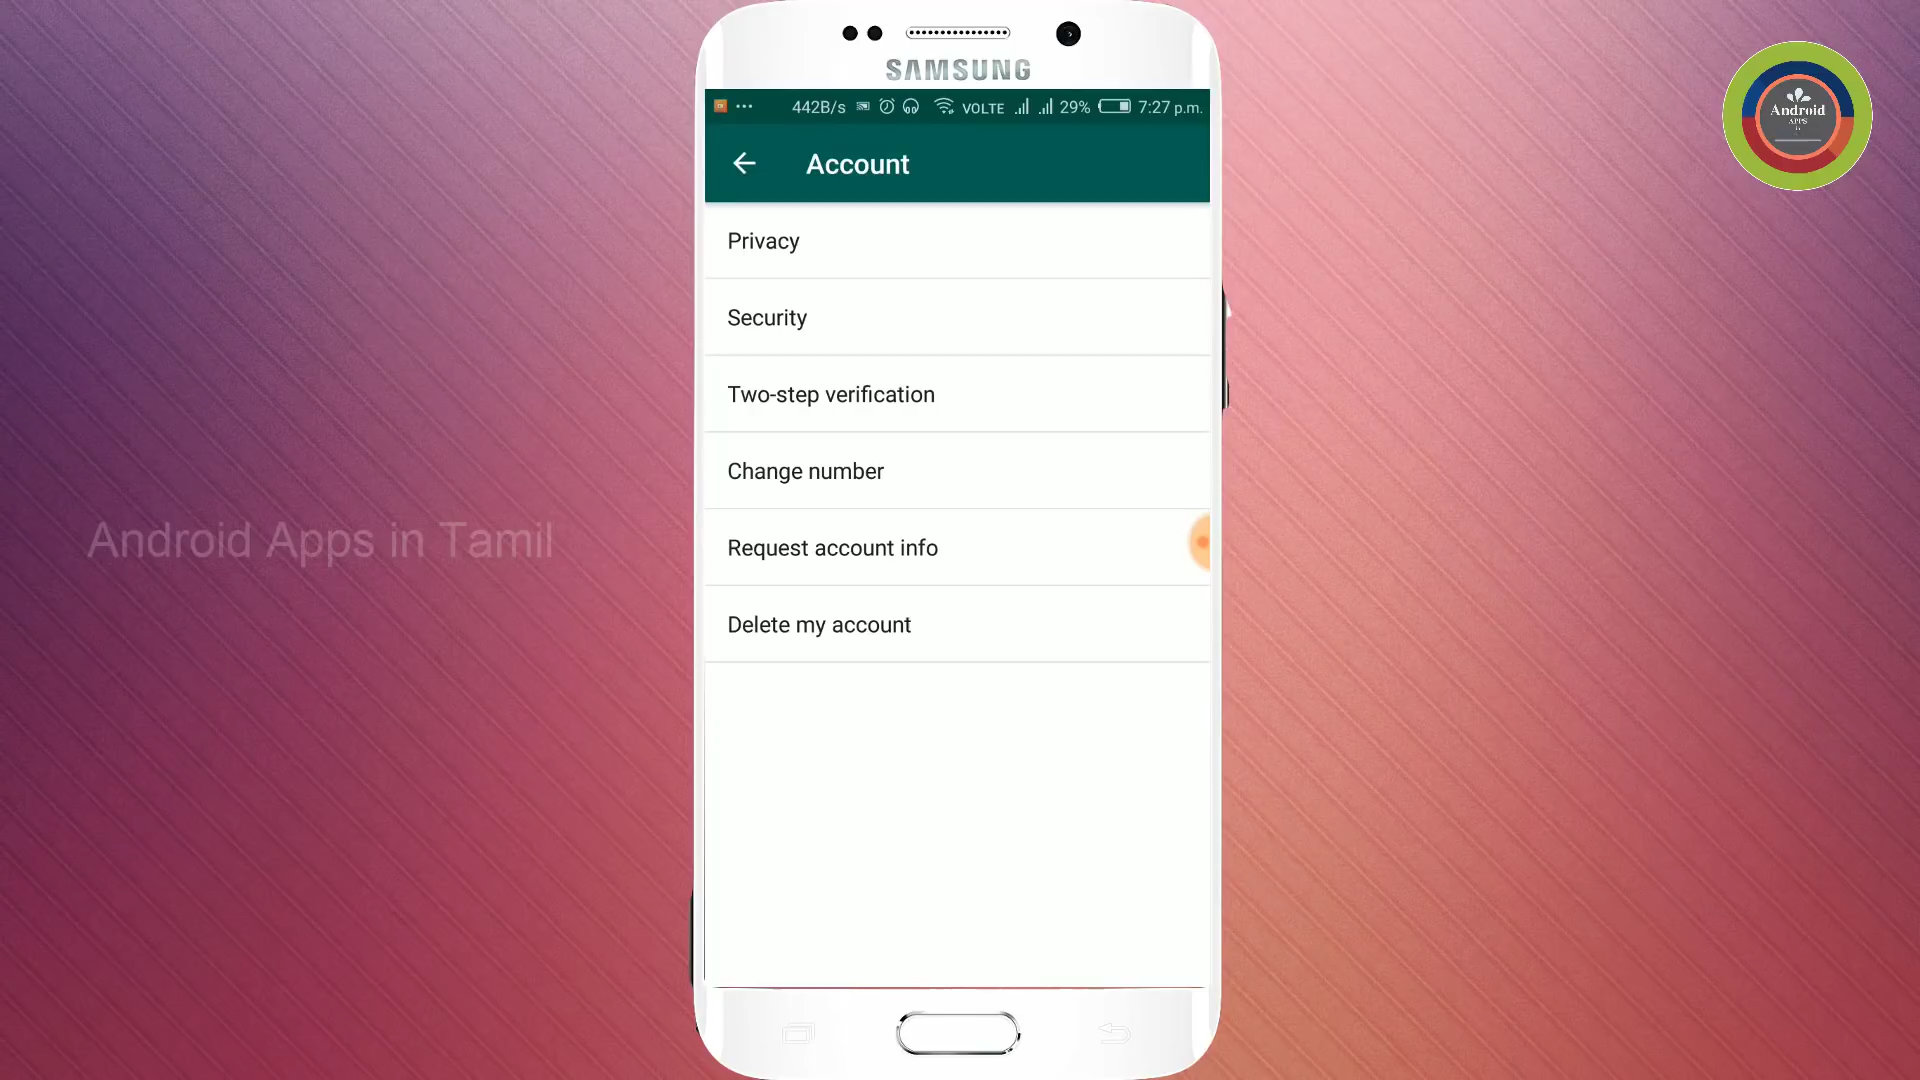 SAMSUNG
442B/s VOLTE 29% 7:27 p.m.
Account
Privacy
Security
Two-step verification
Change number
Request account info
Delete my account
Android Apps in Tamil
Android
APPS